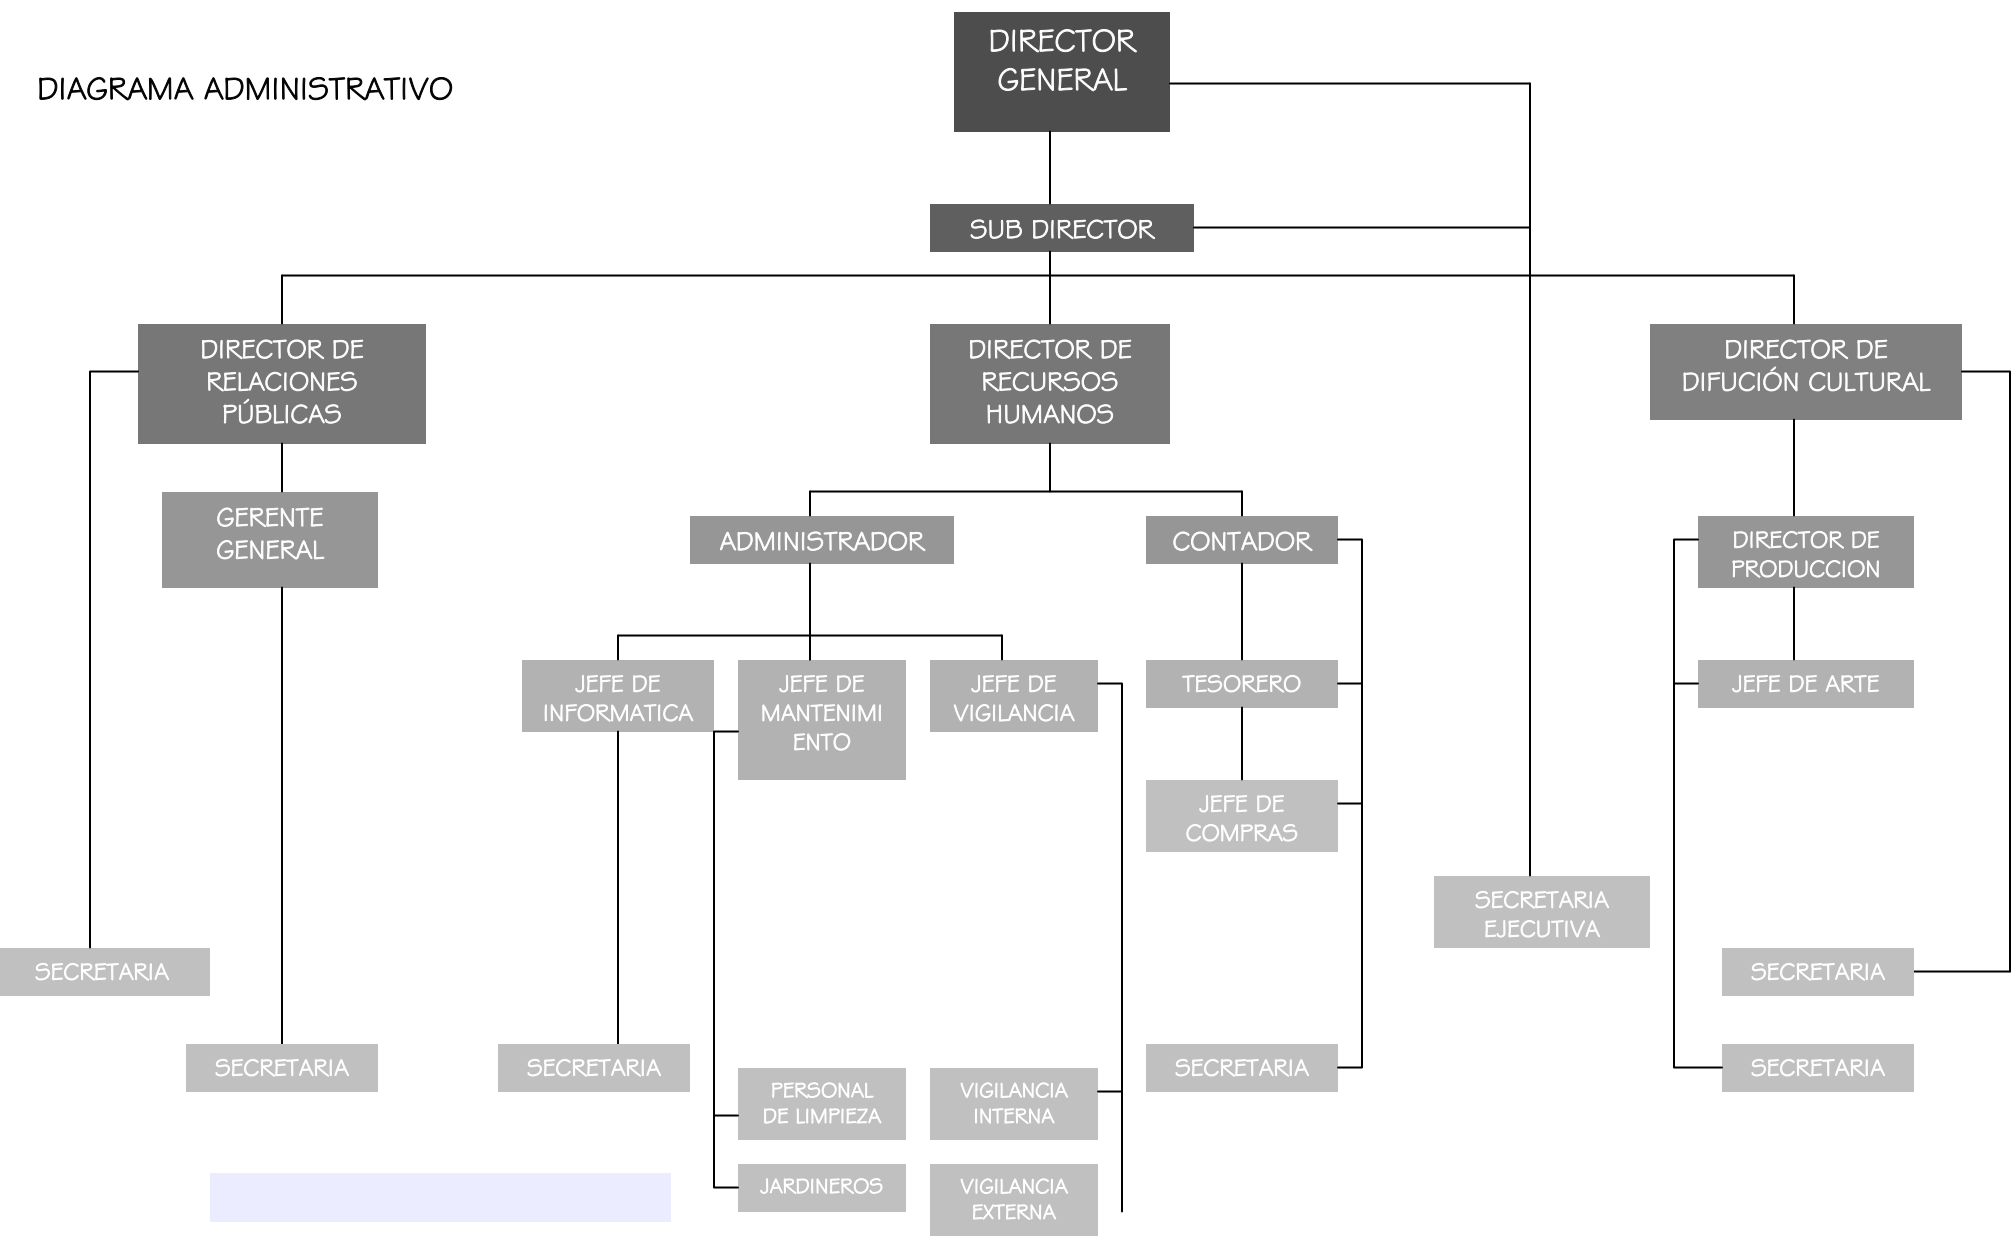 DIRECTOR
GENERAL
DIAGRAMA ADMINISTRATIVO
SUB DIRECTOR
DIRECTOR DE
RELACIONES
PÚBLICAS
DIRECTOR DE
RECURSOS
HUMANOS
DIRECTOR DE
DIFUCIÓN CULTURAL
GERENTE
GENERAL
ADMINISTRADOR
CONTADOR
DIRECTOR DE
PRODUCCION
JEFE DE
INFORMATICA
JEFE DE
MANTENIMI
ENTO
JEFE DE
VIGILANCIA
TESORERO
JEFE DE ARTE
JEFE DE
COMPRAS
SECRETARIA
EJECUTIVA
SECRETARIA
SECRETARIA
SECRETARIA
SECRETARIA
SECRETARIA
SECRETARIA
PERSONAL
DE LIMPIEZA
VIGILANCIA
INTERNA
JARDINEROS
VIGILANCIA
EXTERNA